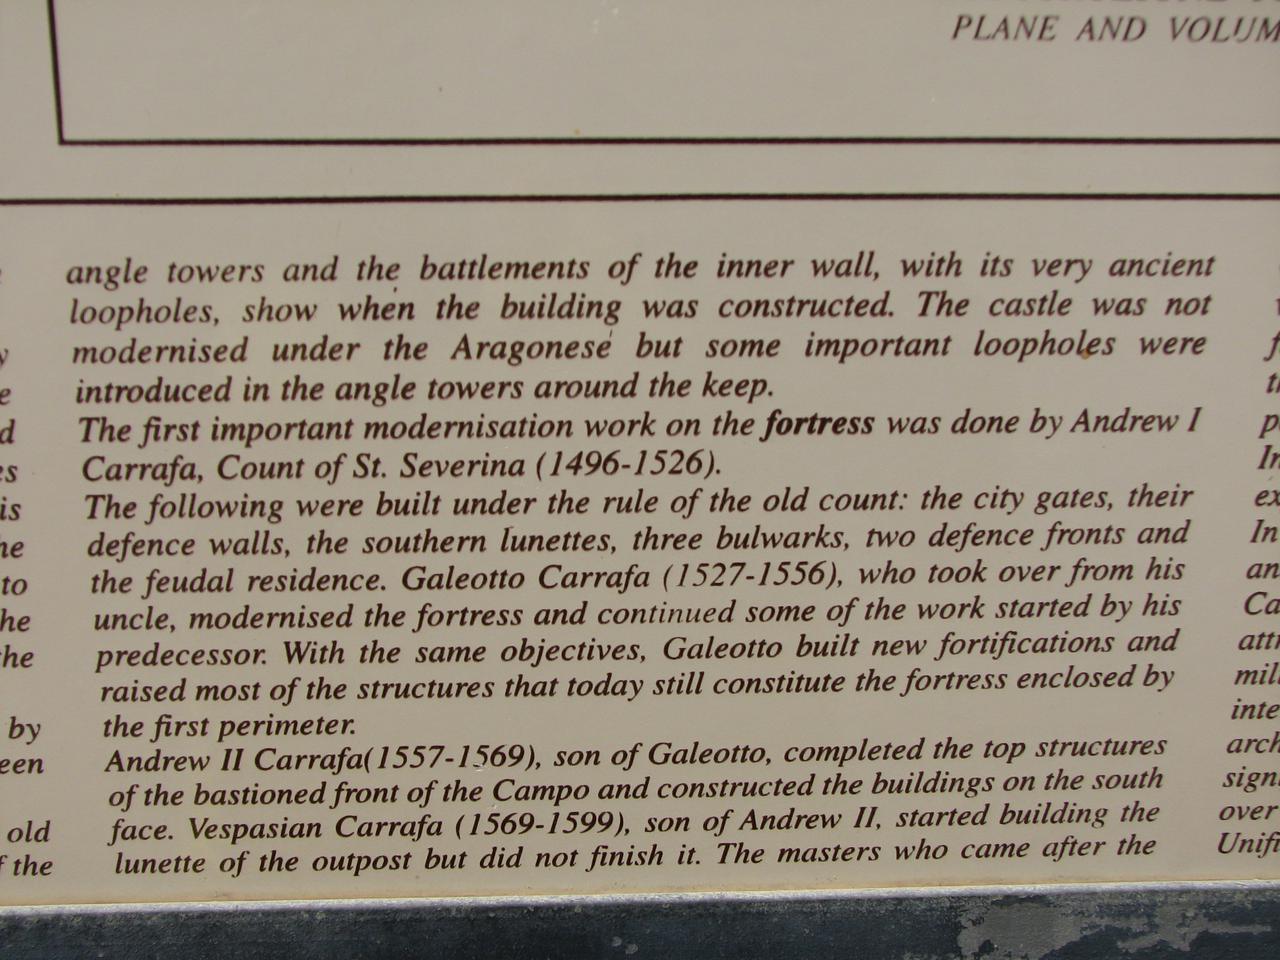 PLANE AND
angle towers and the battlements of the inner wall, with its very ancient
loopholes, show when the building was constructed. The castle was not
modernised under the Aragonese but some important loopholes were
introduced in the angle towers around the keep.
The first important modernisation work on the fortress was done by Andrew I
Carrafa, Count of St. Severina (1496-1526).
The following were built under the rule of the old count: the city gates, their
defence walls, the southern lunettes, three bulwarks, two defence fronts and
the feudal residence. Galeotto Carrafa (1527-1556), who took over from his
uncle, modernised the fortress and continued some of the work started by his
predecessor. With the same objectives, Galeotto built new fortifications and
raised most of the structures that today still constitute the fortress enclosed by
the first perimeter.
Andrew II Carrafa(1557-1569), son of Galeotto, completed the top structures
of the bastioned front of the Campo and constructed the buildings on the south
face. Vespasian Carrafa (1569-1599), son of Andrew II, started building the
lunette of the outpost but did not finish it. The masters who came after the
to
by
old
the
In
over